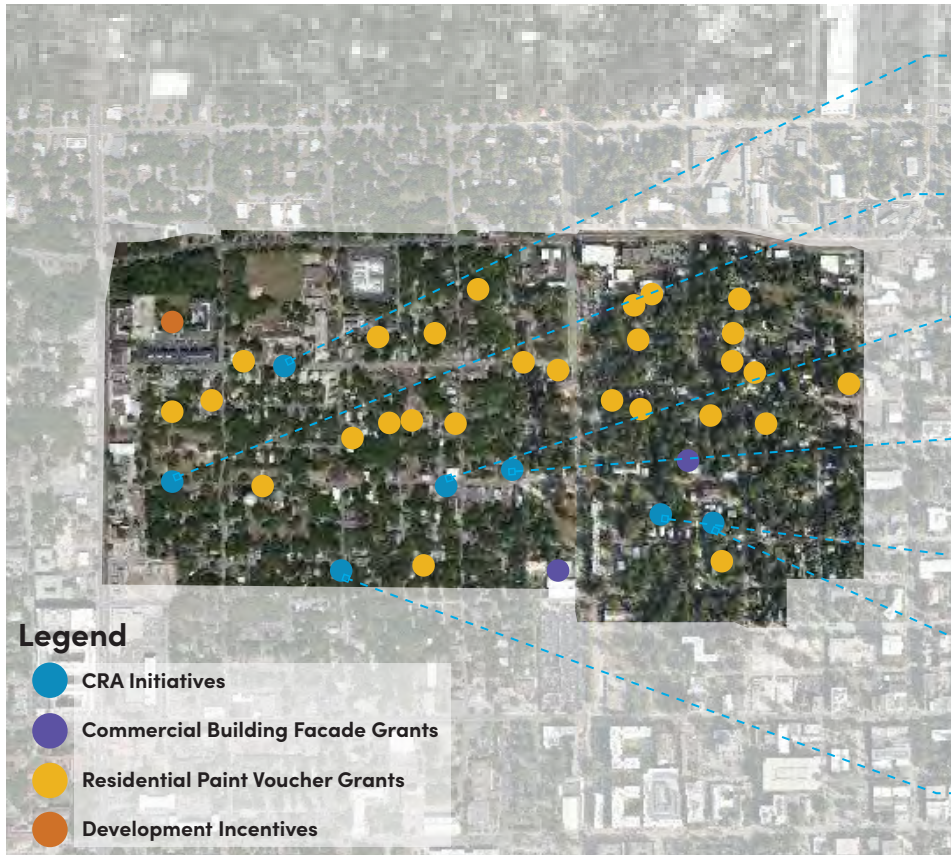 Legend
CRA Initiatives
Commercial Building Facade Grants
Residential Paint Voucher Grants
Development Incentives